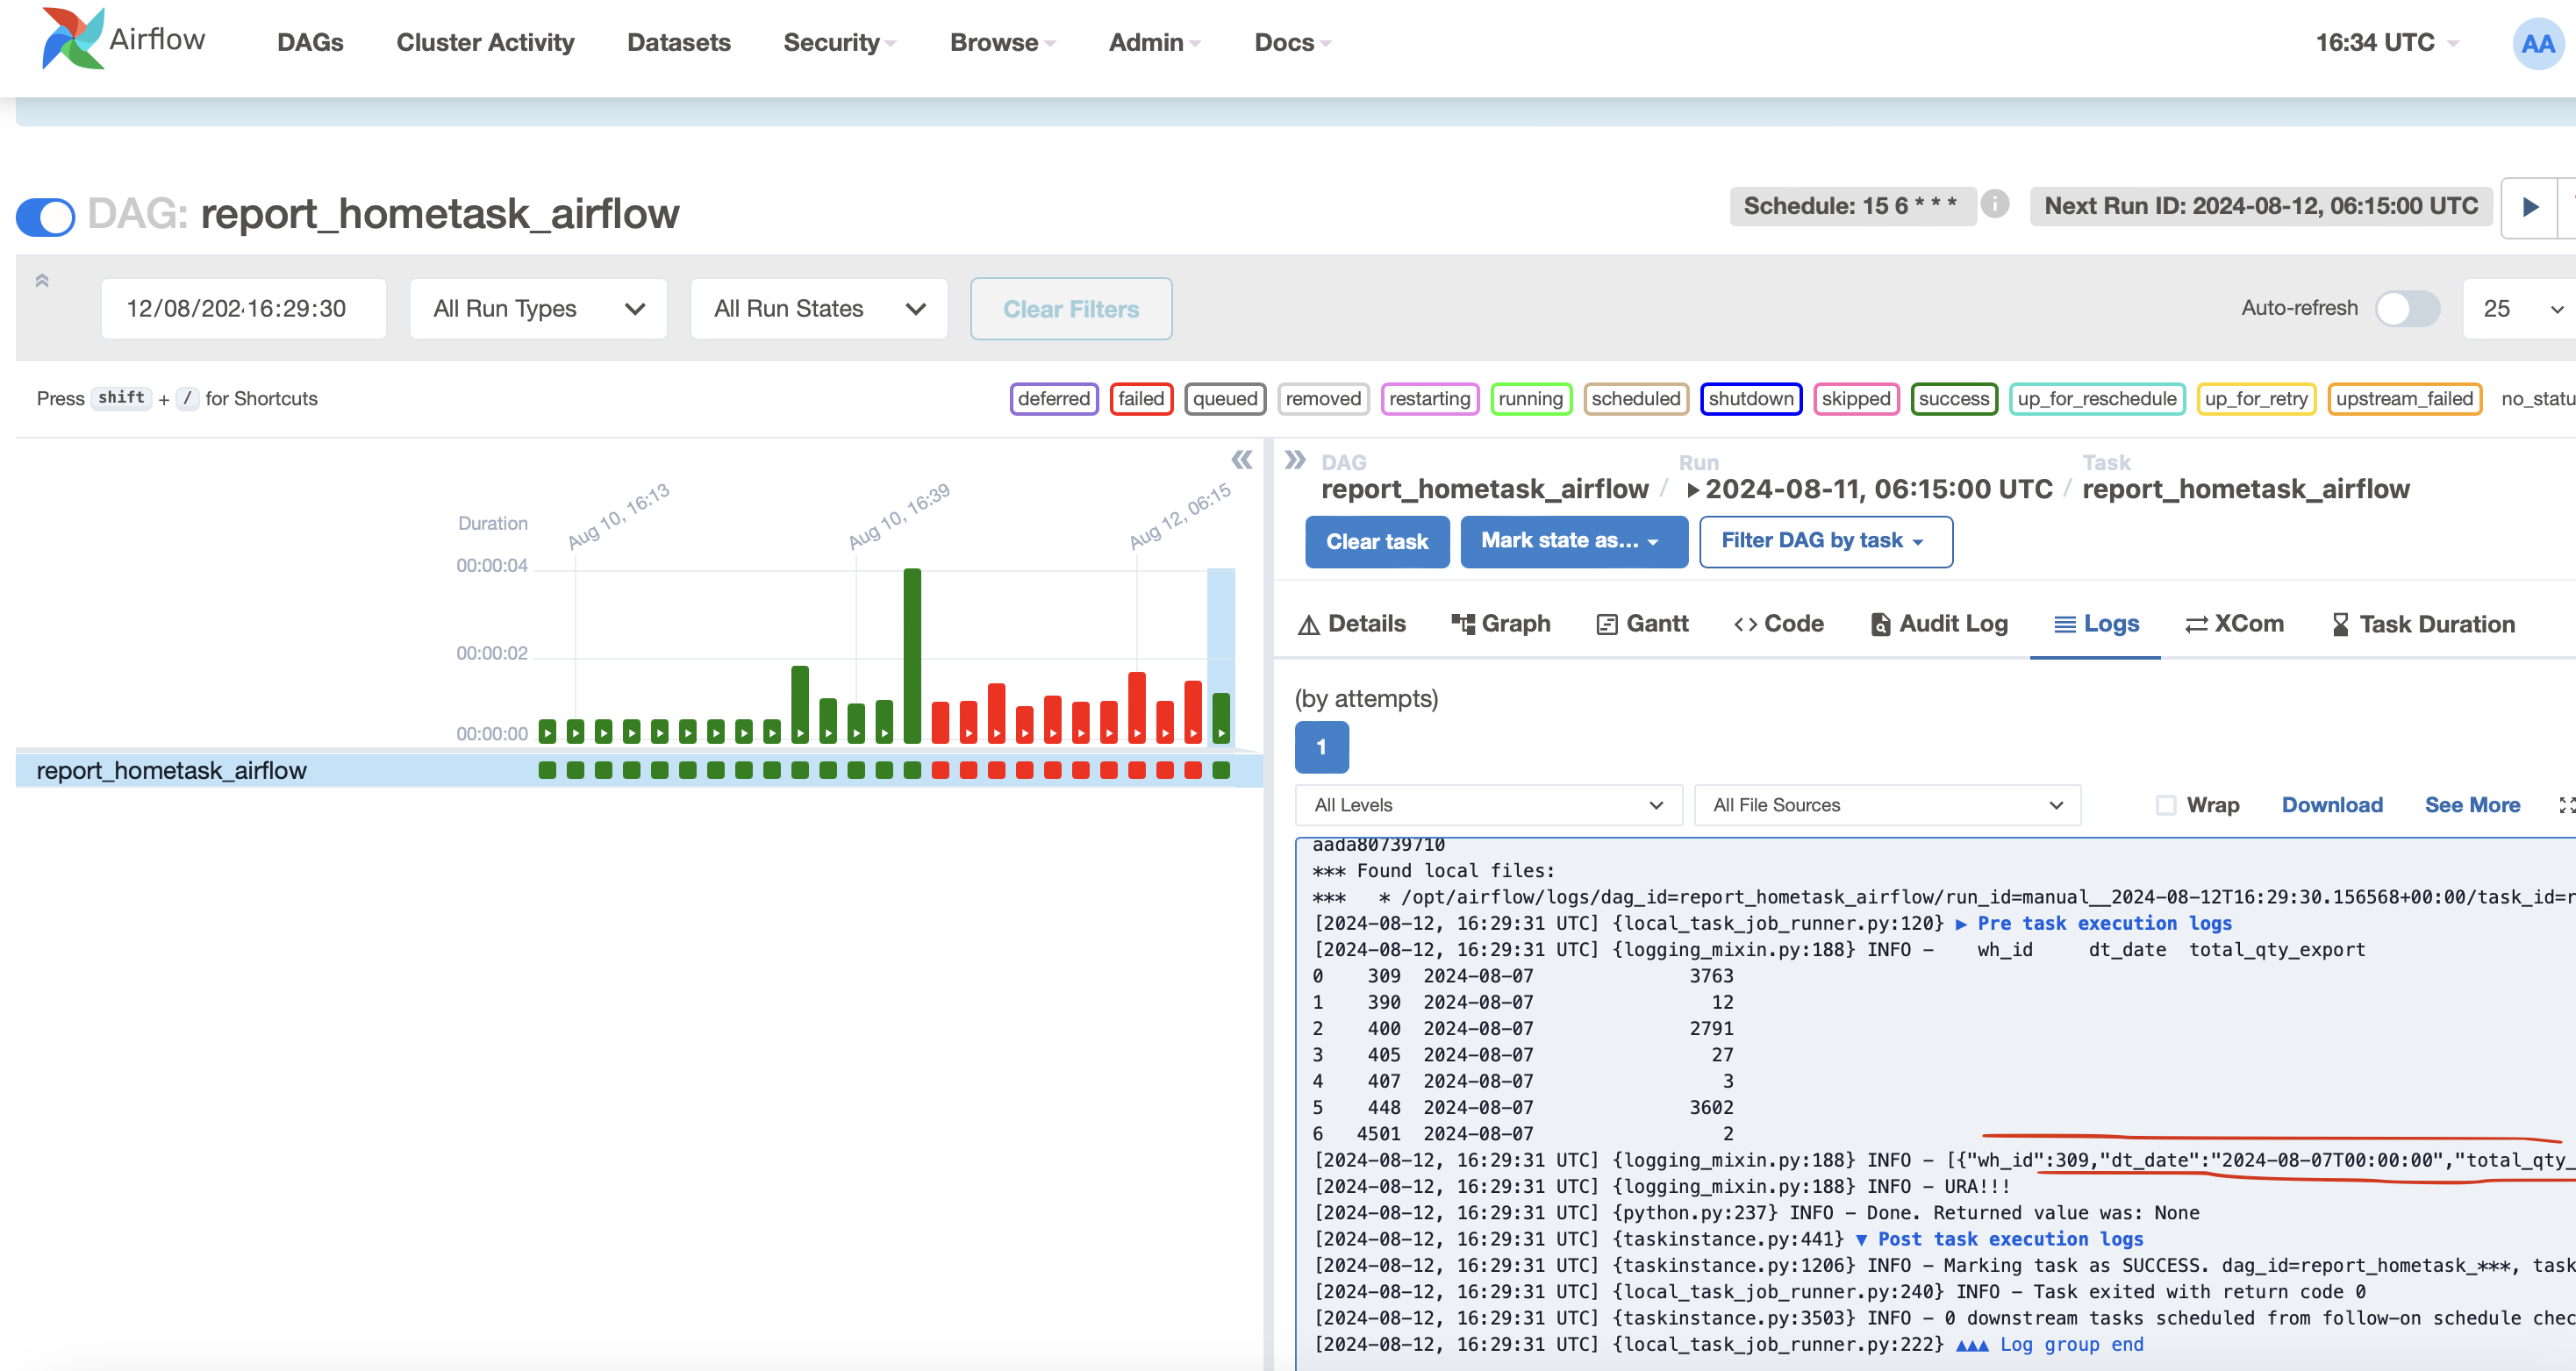 Airflow DAGs Cluster Activity Datasets Security Browse Admin Docs 16:34 UTC AA
DAG: report_hometask_airflow Schedule: 15 6 * * * i Next Run ID: 2024-08-12, 06:15:00 UTC
12/08/202 16:29:30 All Run Types All Run States Clear Filters Auto-refresh 25
Press shift + / for Shortcuts deferred failed queued removed restarting running scheduled shutdown skipped success up_for_reschedule up_for_retry upstream_failed no_statu
Duration
00:00:04
00:00:02
00:00:00
Aug 10, 16:13
Aug 10, 16:39
Aug 12, 06:15
report_hometask_airflow
DAG Run Task
report_hometask_airflow / 2024-08-11, 06:15:00 UTC / report_hometask_airflow
Clear task Mark state as... Filter DAG by task
Details Graph Gantt <> Code Audit Log Logs XCom Task Duration
(by attempts)
1
All Levels All File Sources Wrap Download See More
aada80739710
*** Found local files:
***   * /opt/airflow/logs/dag_id=report_hometask_airflow/run_id=manual__2024-08-12T16:29:30.156568+00:00/task_id=r
[2024-08-12, 16:29:31 UTC] {local_task_job_runner.py:120} ▶ Pre task execution logs
[2024-08-12, 16:29:31 UTC] {logging_mixin.py:188} INFO -    wh_id     dt_date  total_qty_export
0    309  2024-08-07              3763
1    390  2024-08-07                12
2    400  2024-08-07              2791
3    405  2024-08-07                27
4    407  2024-08-07                 3
5    448  2024-08-07              3602
6   4501  2024-08-07                 2
[2024-08-12, 16:29:31 UTC] {logging_mixin.py:188} INFO - [{"wh_id":309,"dt_date":"2024-08-07T00:00:00","total_qty_
[2024-08-12, 16:29:31 UTC] {logging_mixin.py:188} INFO - URA!!!
[2024-08-12, 16:29:31 UTC] {python.py:237} INFO - Done. Returned value was: None
[2024-08-12, 16:29:31 UTC] {taskinstance.py:441} ▼ Post task execution logs
[2024-08-12, 16:29:31 UTC] {taskinstance.py:1206} INFO - Marking task as SUCCESS. dag_id=report_hometask_***, task
[2024-08-12, 16:29:31 UTC] {local_task_job_runner.py:240} INFO - Task exited with return code 0
[2024-08-12, 16:29:31 UTC] {taskinstance.py:3503} INFO - 0 downstream tasks scheduled from follow-on schedule chec
[2024-08-12, 16:29:31 UTC] {local_task_job_runner.py:222} ▲▲▲ Log group end